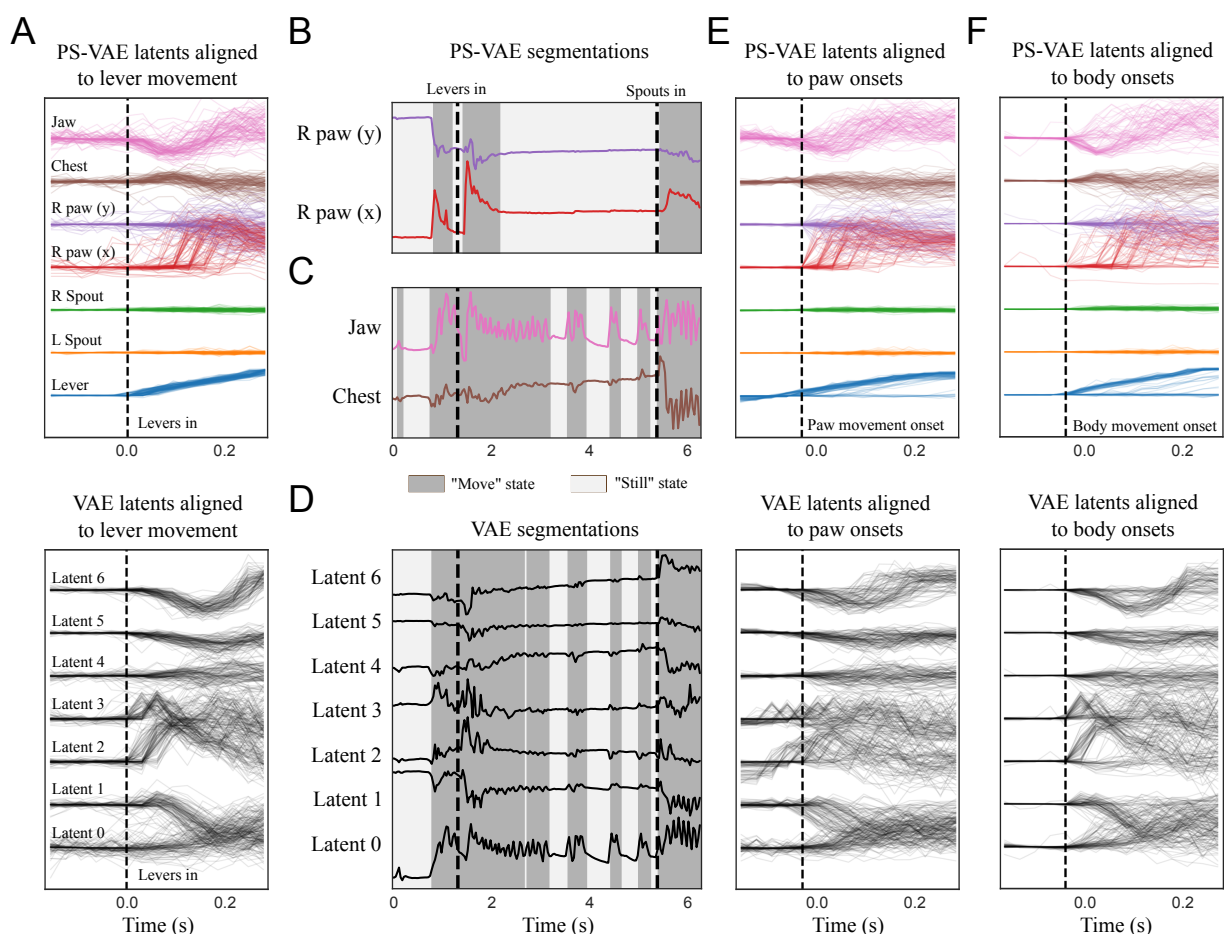 A
PS-VAE latents aligned
to lever movement
Jaw
Chest
R paw (y)
R paw (x)
R Spout
L Spout
Lever
Levers in
0.0
0.2
VAE latents aligned
to lever movement
Latent 6
Latent 5
Latent 4
Latent 3
Latent 2
Latent 1
Latent 0
Levers in
0.0
0.2
Time (s)
B
PS-VAE segmentations
Levers in
Spouts in
R paw (y)
R paw (x)
C
Jaw
Chest
0
2
4
6
"Move" state
"Still" state
D
VAE segmentations
Latent 6
Latent 5
Latent 4
Latent 3
Latent 2
Latent 1
Latent 0
0
2
4
6
Time (s)
E
PS-VAE latents aligned
to paw onsets
Paw movement onset
0.0
0.2
VAE latents aligned
to paw onsets
0.0
0.2
Time (s)
F
PS-VAE latents aligned
to body onsets
Body movement onset
0.0
0.2
VAE latents aligned
to body onsets
0.0
0.2
Time (s)